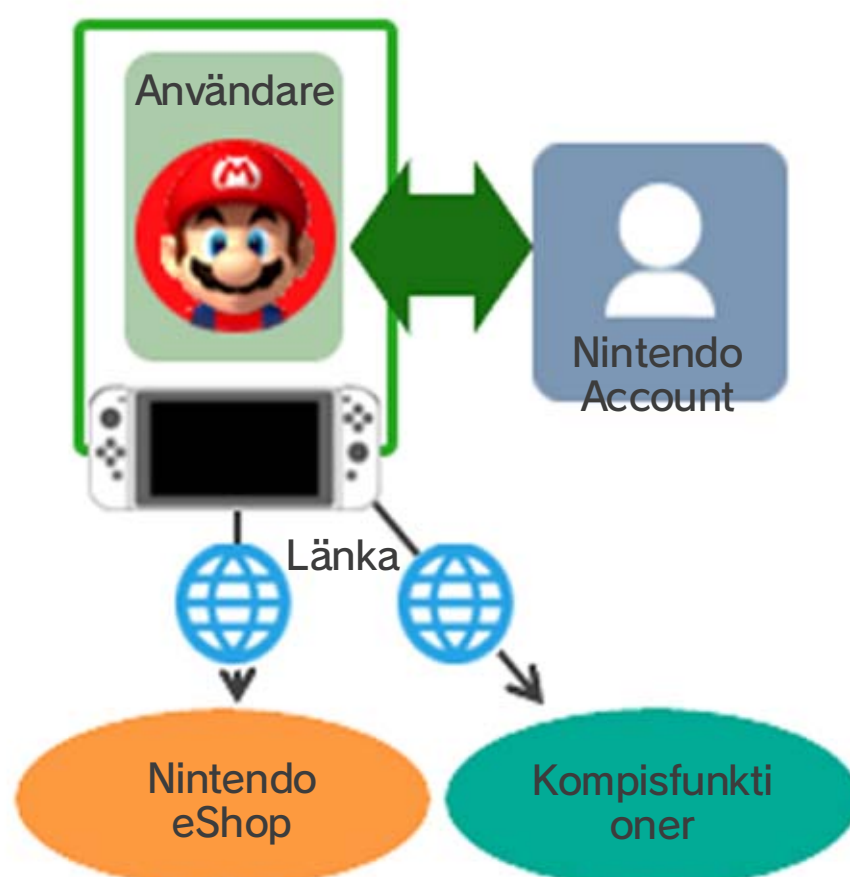 Användare
Nintendo
Account
Länka
Nintendo
eShop
Kompisfunkti
oner